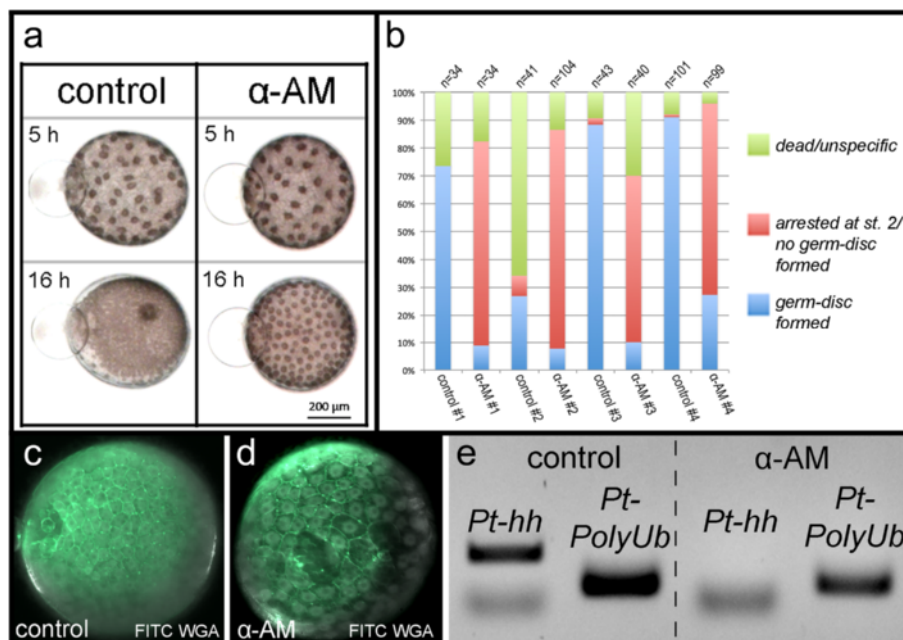 a
control
α-AM
5 h
5 h
16 h
16 h
200 µm
b
n=34
n=34
n=41
n=104
n=43
n=40
n=101
n=99
100%
90%
80%
70%
60%
50%
40%
30%
20%
10%
0%
control #1
α-AM #1
control #2
α-AM #2
control #3
α-AM #3
control #4
α-AM #4
dead/unspecific
arrested at st. 2/
no germ-disc
formed
germ-disc
formed
c
control
FITC WGA
d
α-AM
FITC WGA
e
control
α-AM
Pt-hh
Pt-
PolyUb
Pt-hh
Pt-
PolyUb